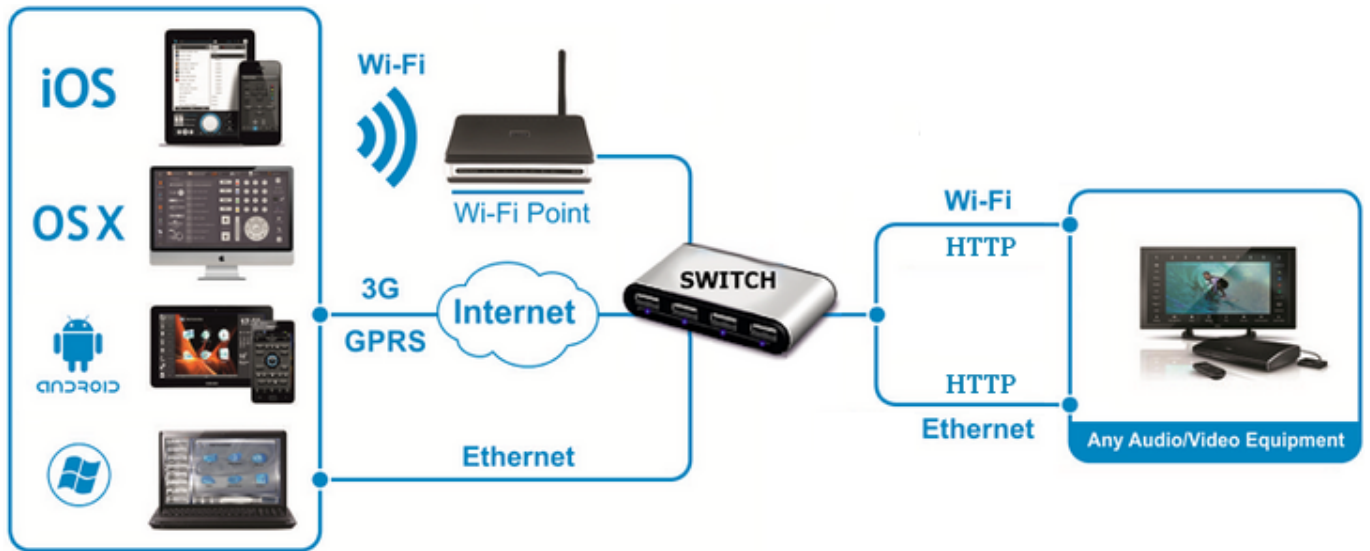 iOS
OS X
android
Wi-Fi
Wi-Fi Point
3G
GPRS
Internet
Ethernet
SWITCH
Wi-Fi
HTTP
HTTP
Ethernet
Any Audio/Video Equipment